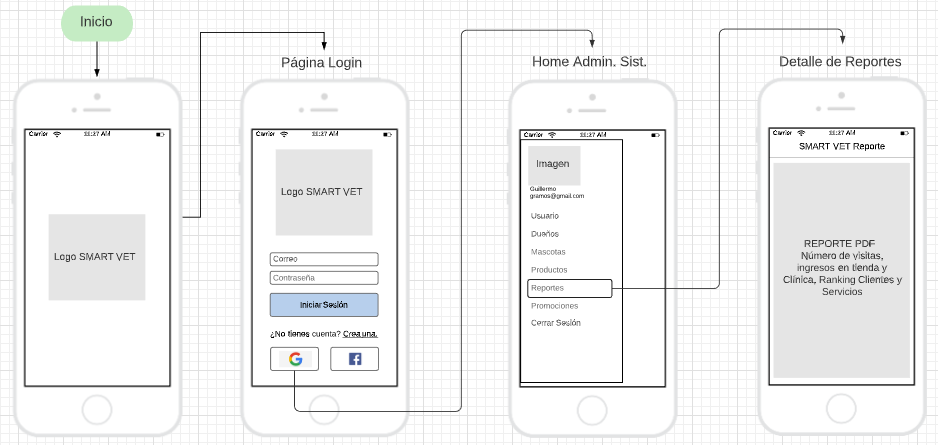 Inicio
Carrier 11:27 AM
Logo SMART VET
Página Login
Carrier 11:27 AM
Logo SMART VET
Correo
Contraseña
Iniciar Sesión
¿No tienes cuenta? Crea una.
G f
Home Admin. Sist.
Carrier 11:27 AM
Imagen
Guillermo
gramos@gmail.com
Usuario
Dueños
Mascotas
Productos
Reportes
Promociones
Cerrar Sesión
Detalle de Reportes
Carrier 11:27 AM
SMART VET Reporte
REPORTE PDF
Número de visitas,
ingresos en tienda y
Clínica, Ranking Clientes y
Servicios